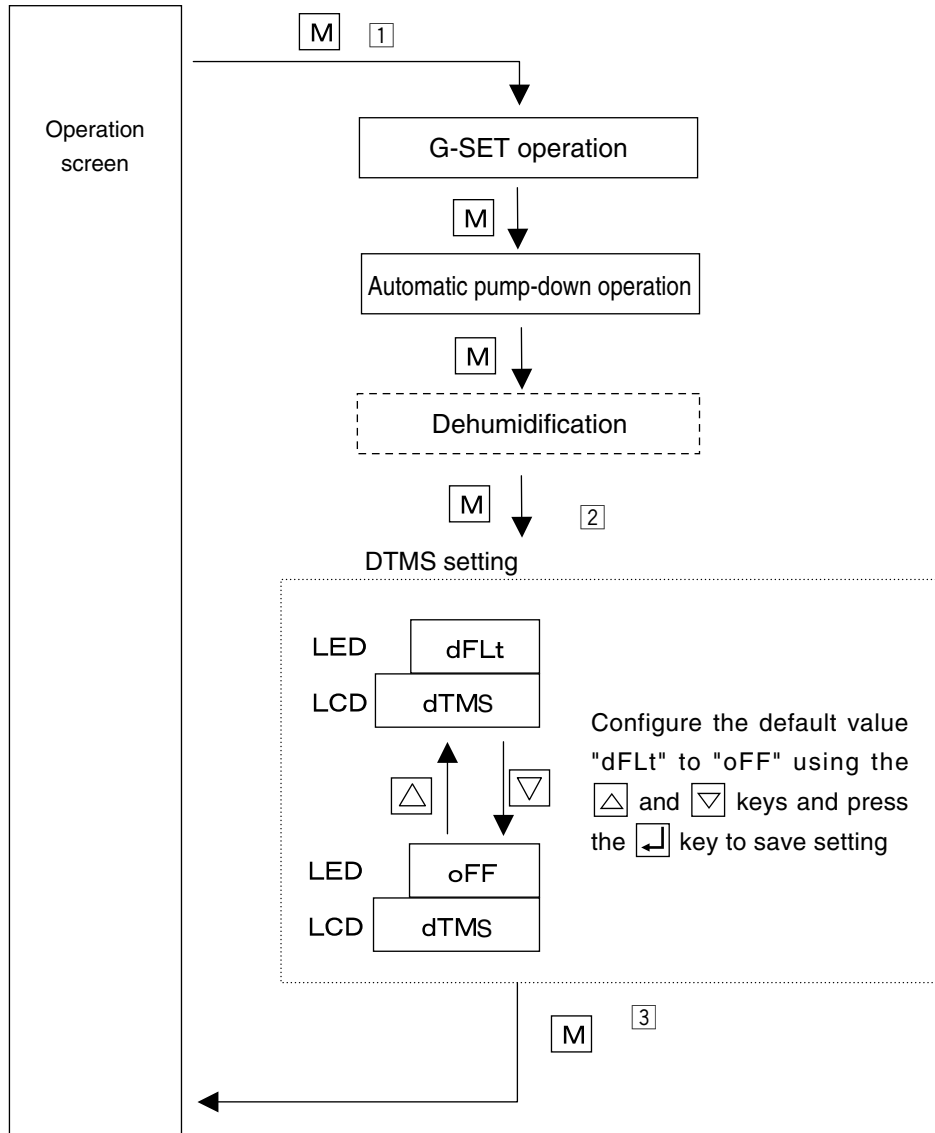 M 1
Operation
screen
G-SET operation
M
Automatic pump-down operation
M
Dehumidification
M 2
DTMS setting
LED dFLt
LCD dTMS
Configure the default value
"dFLt" to "oFF" using the
△ and ▽ keys and press
the ↵ key to save setting
△ ▽
LED oFF
LCD dTMS
M 3